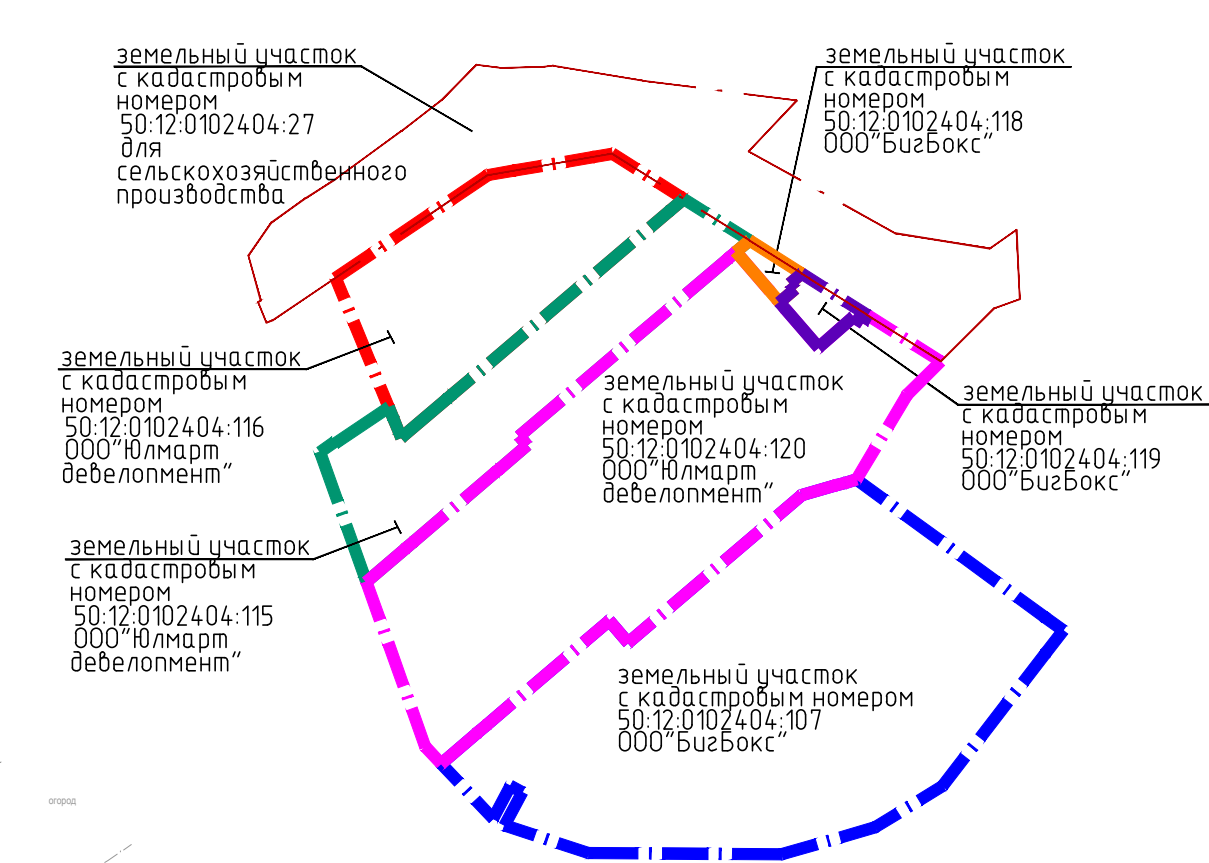 земельный участок
с кадастровым
номером
50:12:0102404:27
для
сельскохозяйственного
производства
земельный участок
с кадастровым
номером
50:12:0102404:118
ООО"БигБокс"
земельный участок
с кадастровым
номером
50:12:0102404:116
ООО"Юлмарт
девелопмент"
земельный участок
с кадастровым
номером
50:12:0102404:120
ООО"Юлмарт
девелопмент"
земельный участок
с кадастровым
номером
50:12:0102404:119
ООО"БигБокс"
земельный участок
с кадастровым
номером
50:12:0102404:115
ООО"Юлмарт
девелопмент"
земельный участок
с кадастровым номером
50:12:0102404:107
ООО"БигБокс"
огород